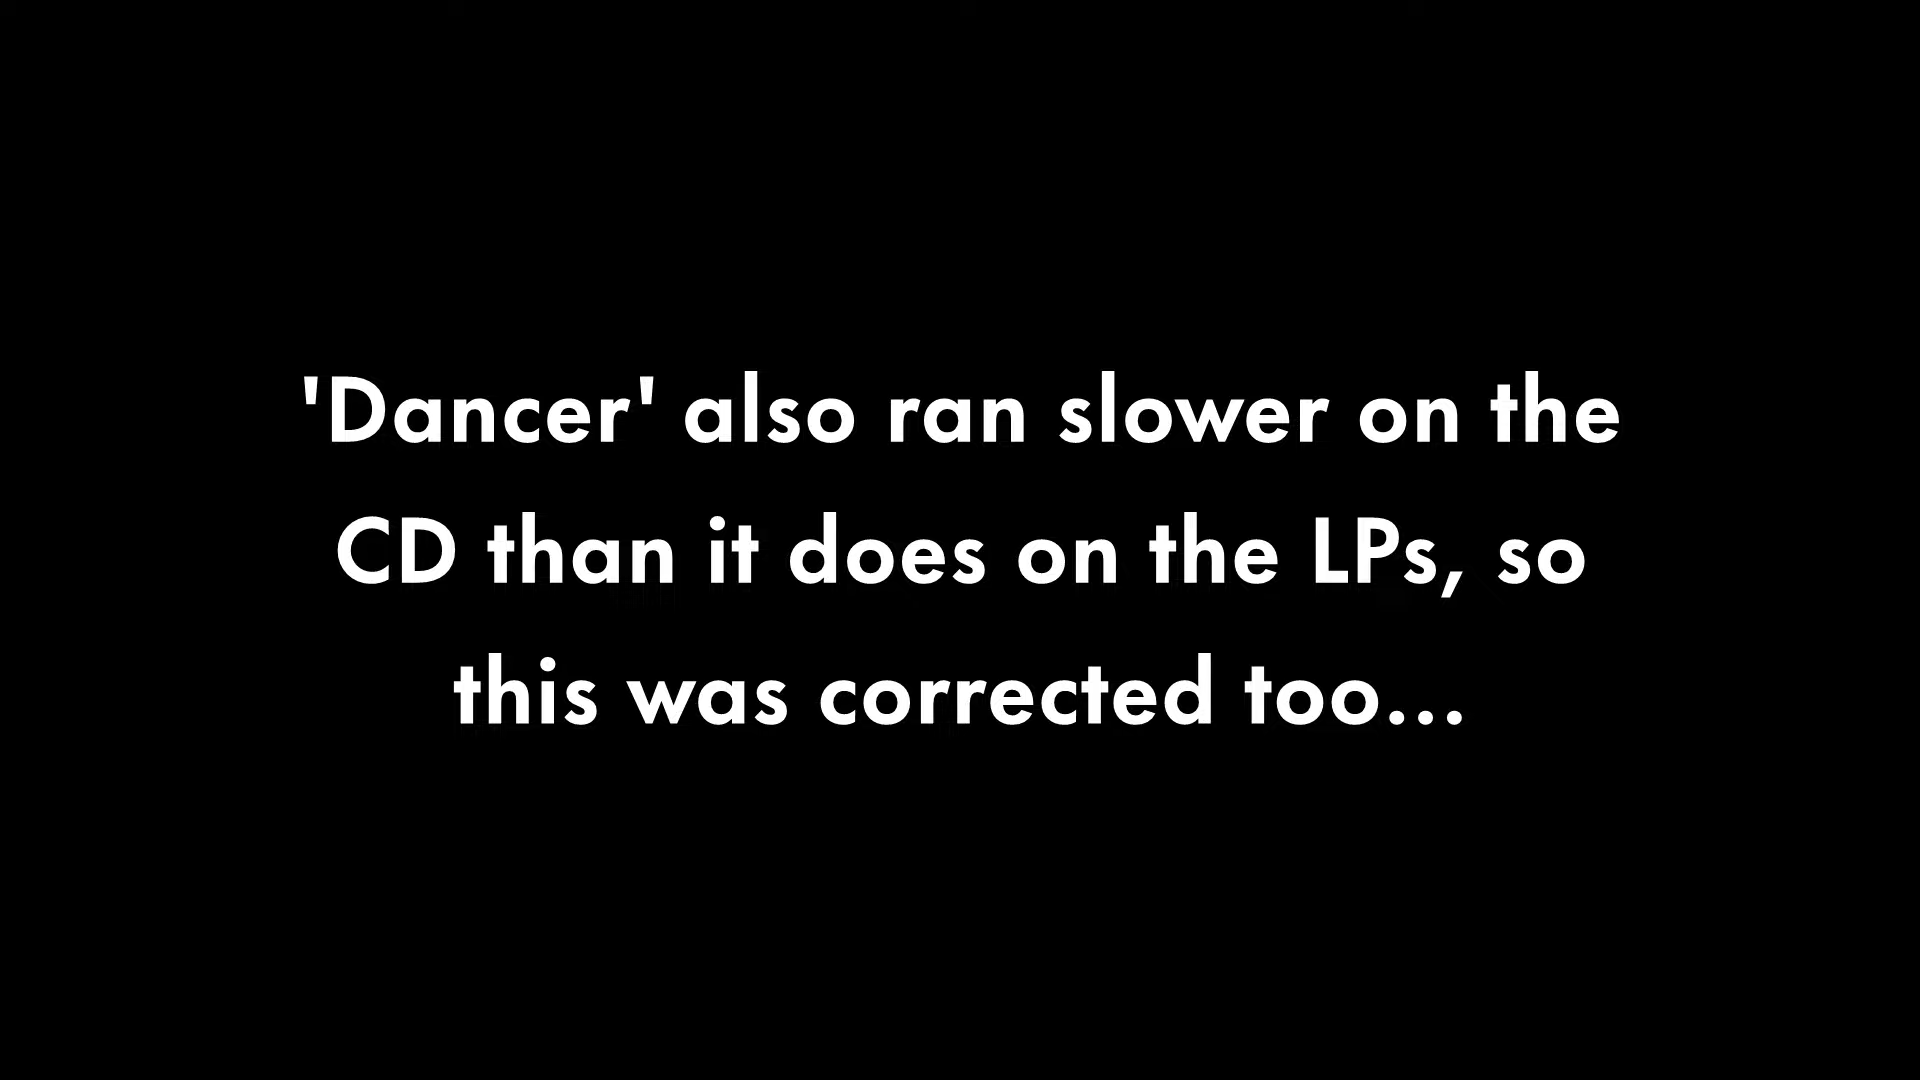 'Dancer' also ran slower on the
CD than it does on the LPs, so
this was corrected too...